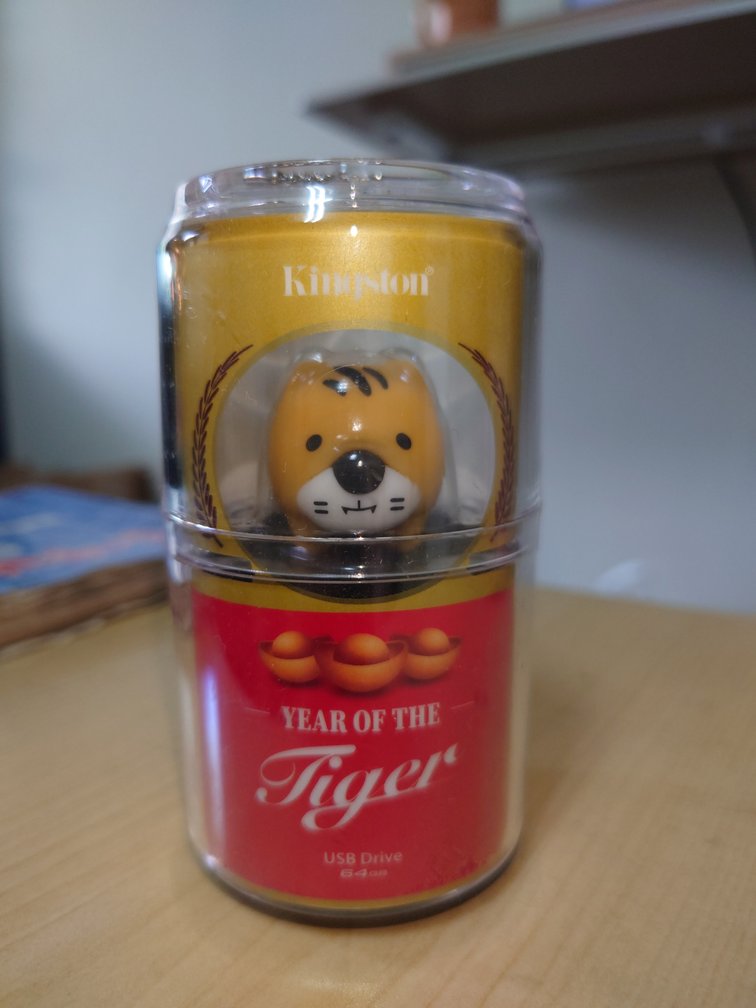 Kingston®
YEAR OF THE
Tiger
USB Drive
64GB